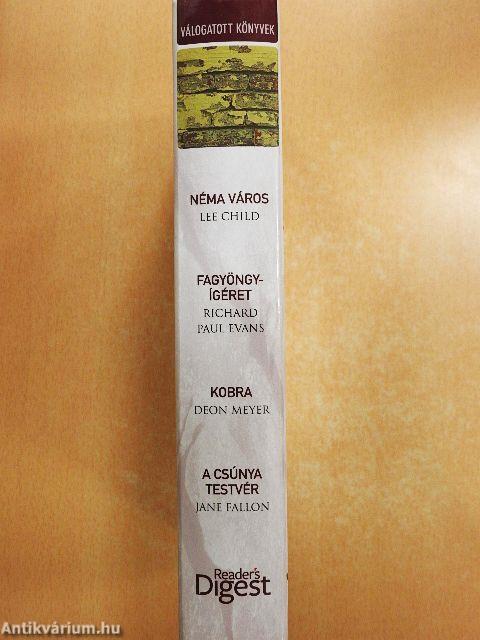 VÁLOGATOTT KÖNYVEK
NÉMA VÁROS
LEE CHILD
FAGYÖNGY-
ÍGÉRET
RICHARD
PAUL EVANS
KOBRA
DEON MEYER
A CSÚNYA
TESTVÉR
JANE FALLON
Reader's
Digest
Antikvárium.hu